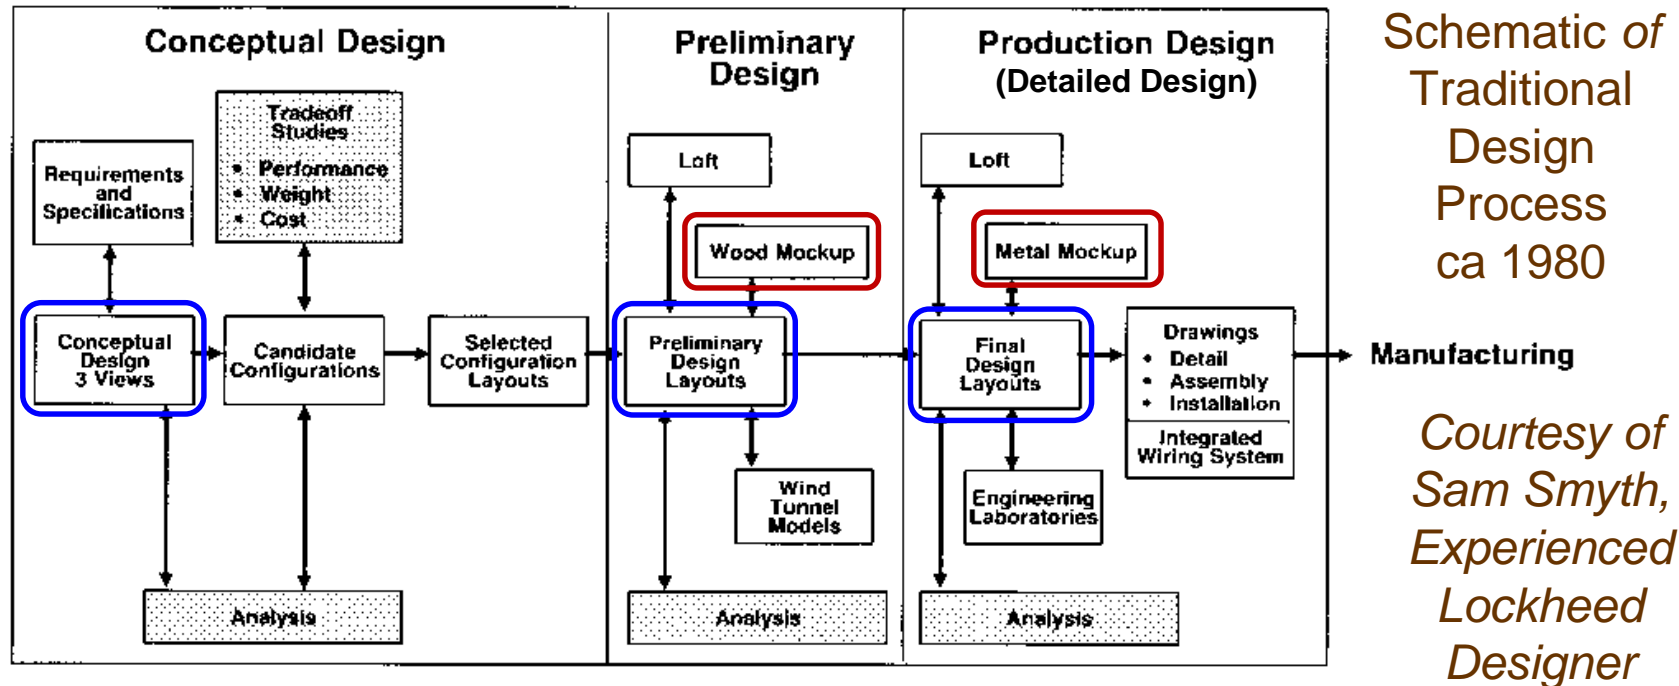 Conceptual Design
Tradeoff
Studies
• Performance
• Weight
• Cost
Requirements
and
Specifications
Conceptual
Design
3 Views
Candidate
Configurations
Selected
Configuration
Layouts
Analysis
Preliminary
Design
Loft
Wood Mockup
Preliminary
Design
Layouts
Wind
Tunnel
Models
Analysis
Production Design
(Detailed Design)
Loft
Metal Mockup
Final
Design
Layouts
Engineering
Laboratories
Analysis
Drawings
• Detail
• Assembly
• Installation
Integrated
Wiring System
Manufacturing
Schematic of
Traditional
Design
Process
ca 1980
Courtesy of
Sam Smyth,
Experienced
Lockheed
Designer